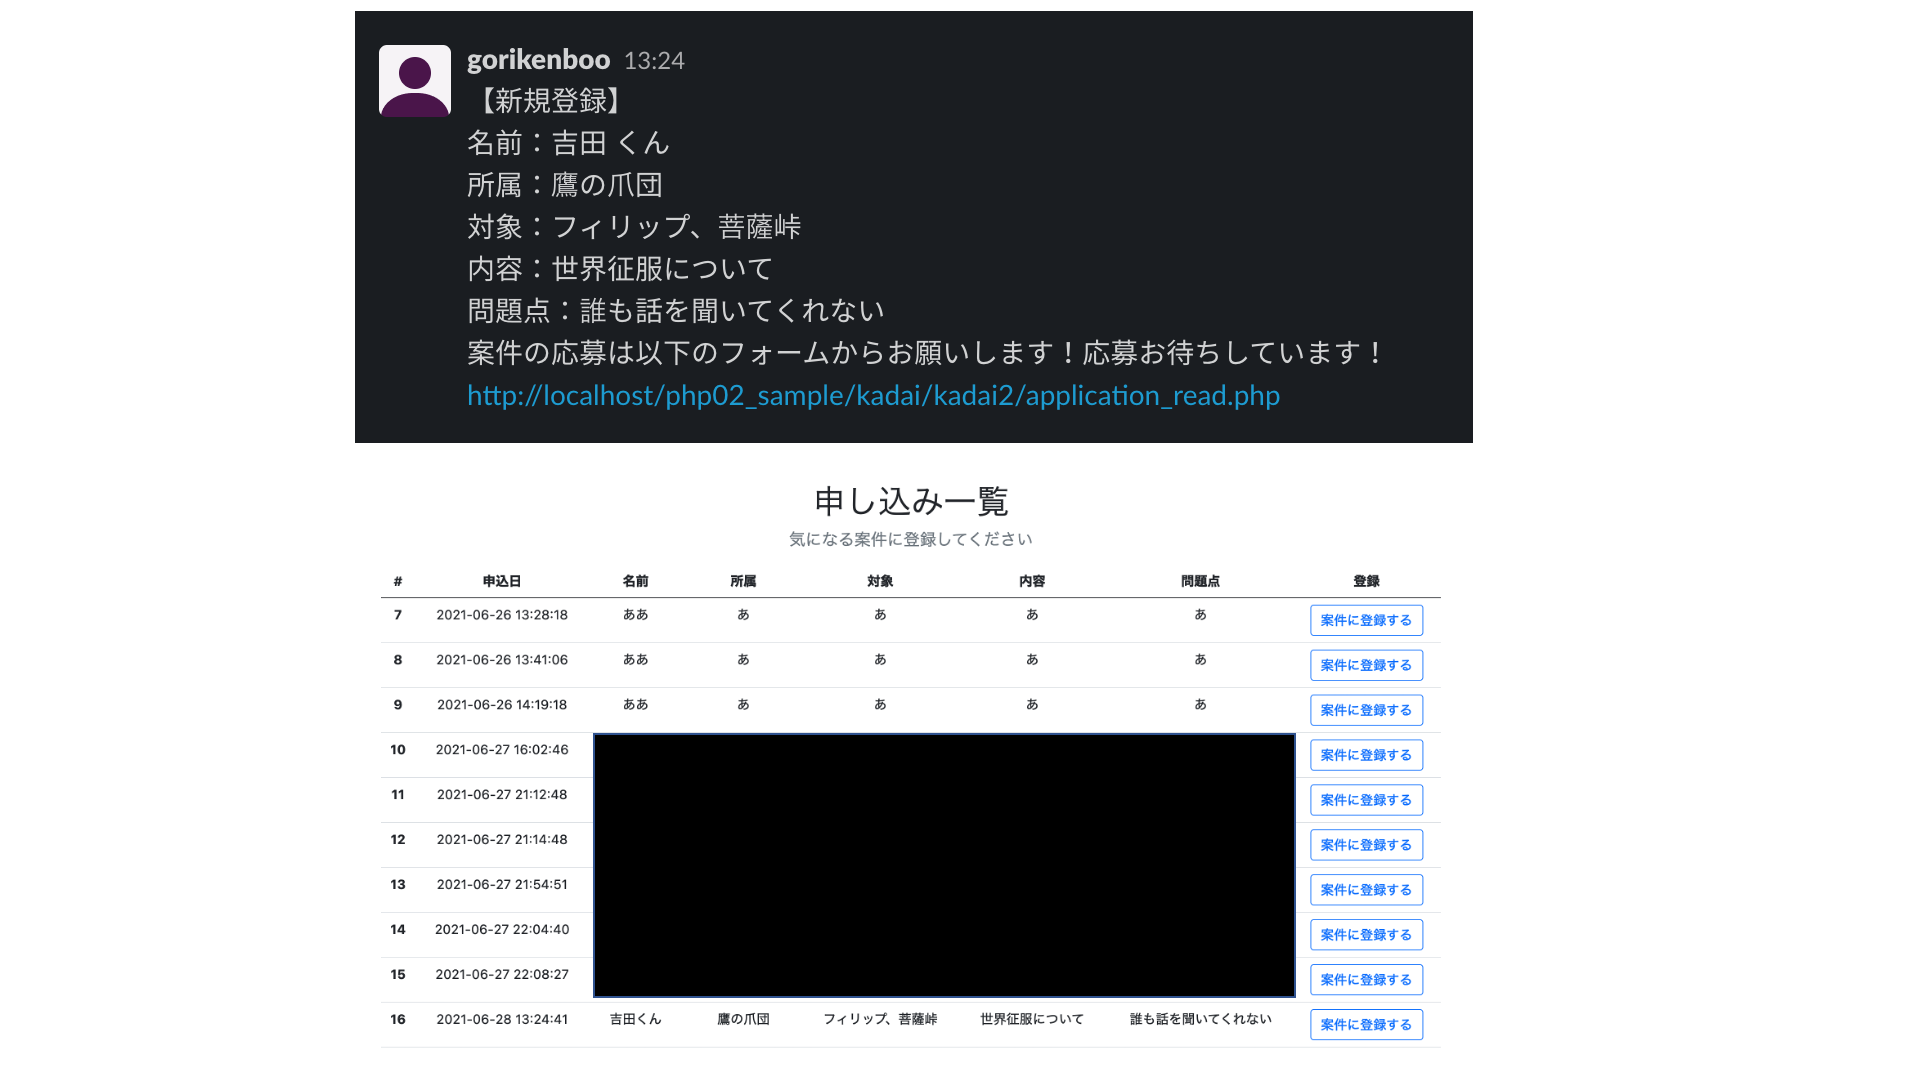 gorikenboo 13:24
【新規登録】
名前：吉田 くん
所属：鷹の爪団
対象：フィリップ、菩薩峠
内容：世界征服について
問題点：誰も話を聞いてくれない
案件の応募は以下のフォームからお願いします！応募お待ちしています！
http://localhost/php02_sample/kadai/kadai2/application_read.php
申し込み一覧
気になる案件に登録してください
# 申込日 名前 所属 対象 内容 問題点 登録
7 2021-06-26 13:28:18 ああ あ あ あ あ 案件に登録する
8 2021-06-26 13:41:06 ああ あ あ あ あ 案件に登録する
9 2021-06-26 14:19:18 ああ あ あ あ あ 案件に登録する
10 2021-06-27 16:02:46 案件に登録する
11 2021-06-27 21:12:48 案件に登録する
12 2021-06-27 21:14:48 案件に登録する
13 2021-06-27 21:54:51 案件に登録する
14 2021-06-27 22:04:40 案件に登録する
15 2021-06-27 22:08:27 案件に登録する
16 2021-06-28 13:24:41 吉田くん 鷹の爪団 フィリップ、菩薩峠 世界征服について 誰も話を聞いてくれない 案件に登録する